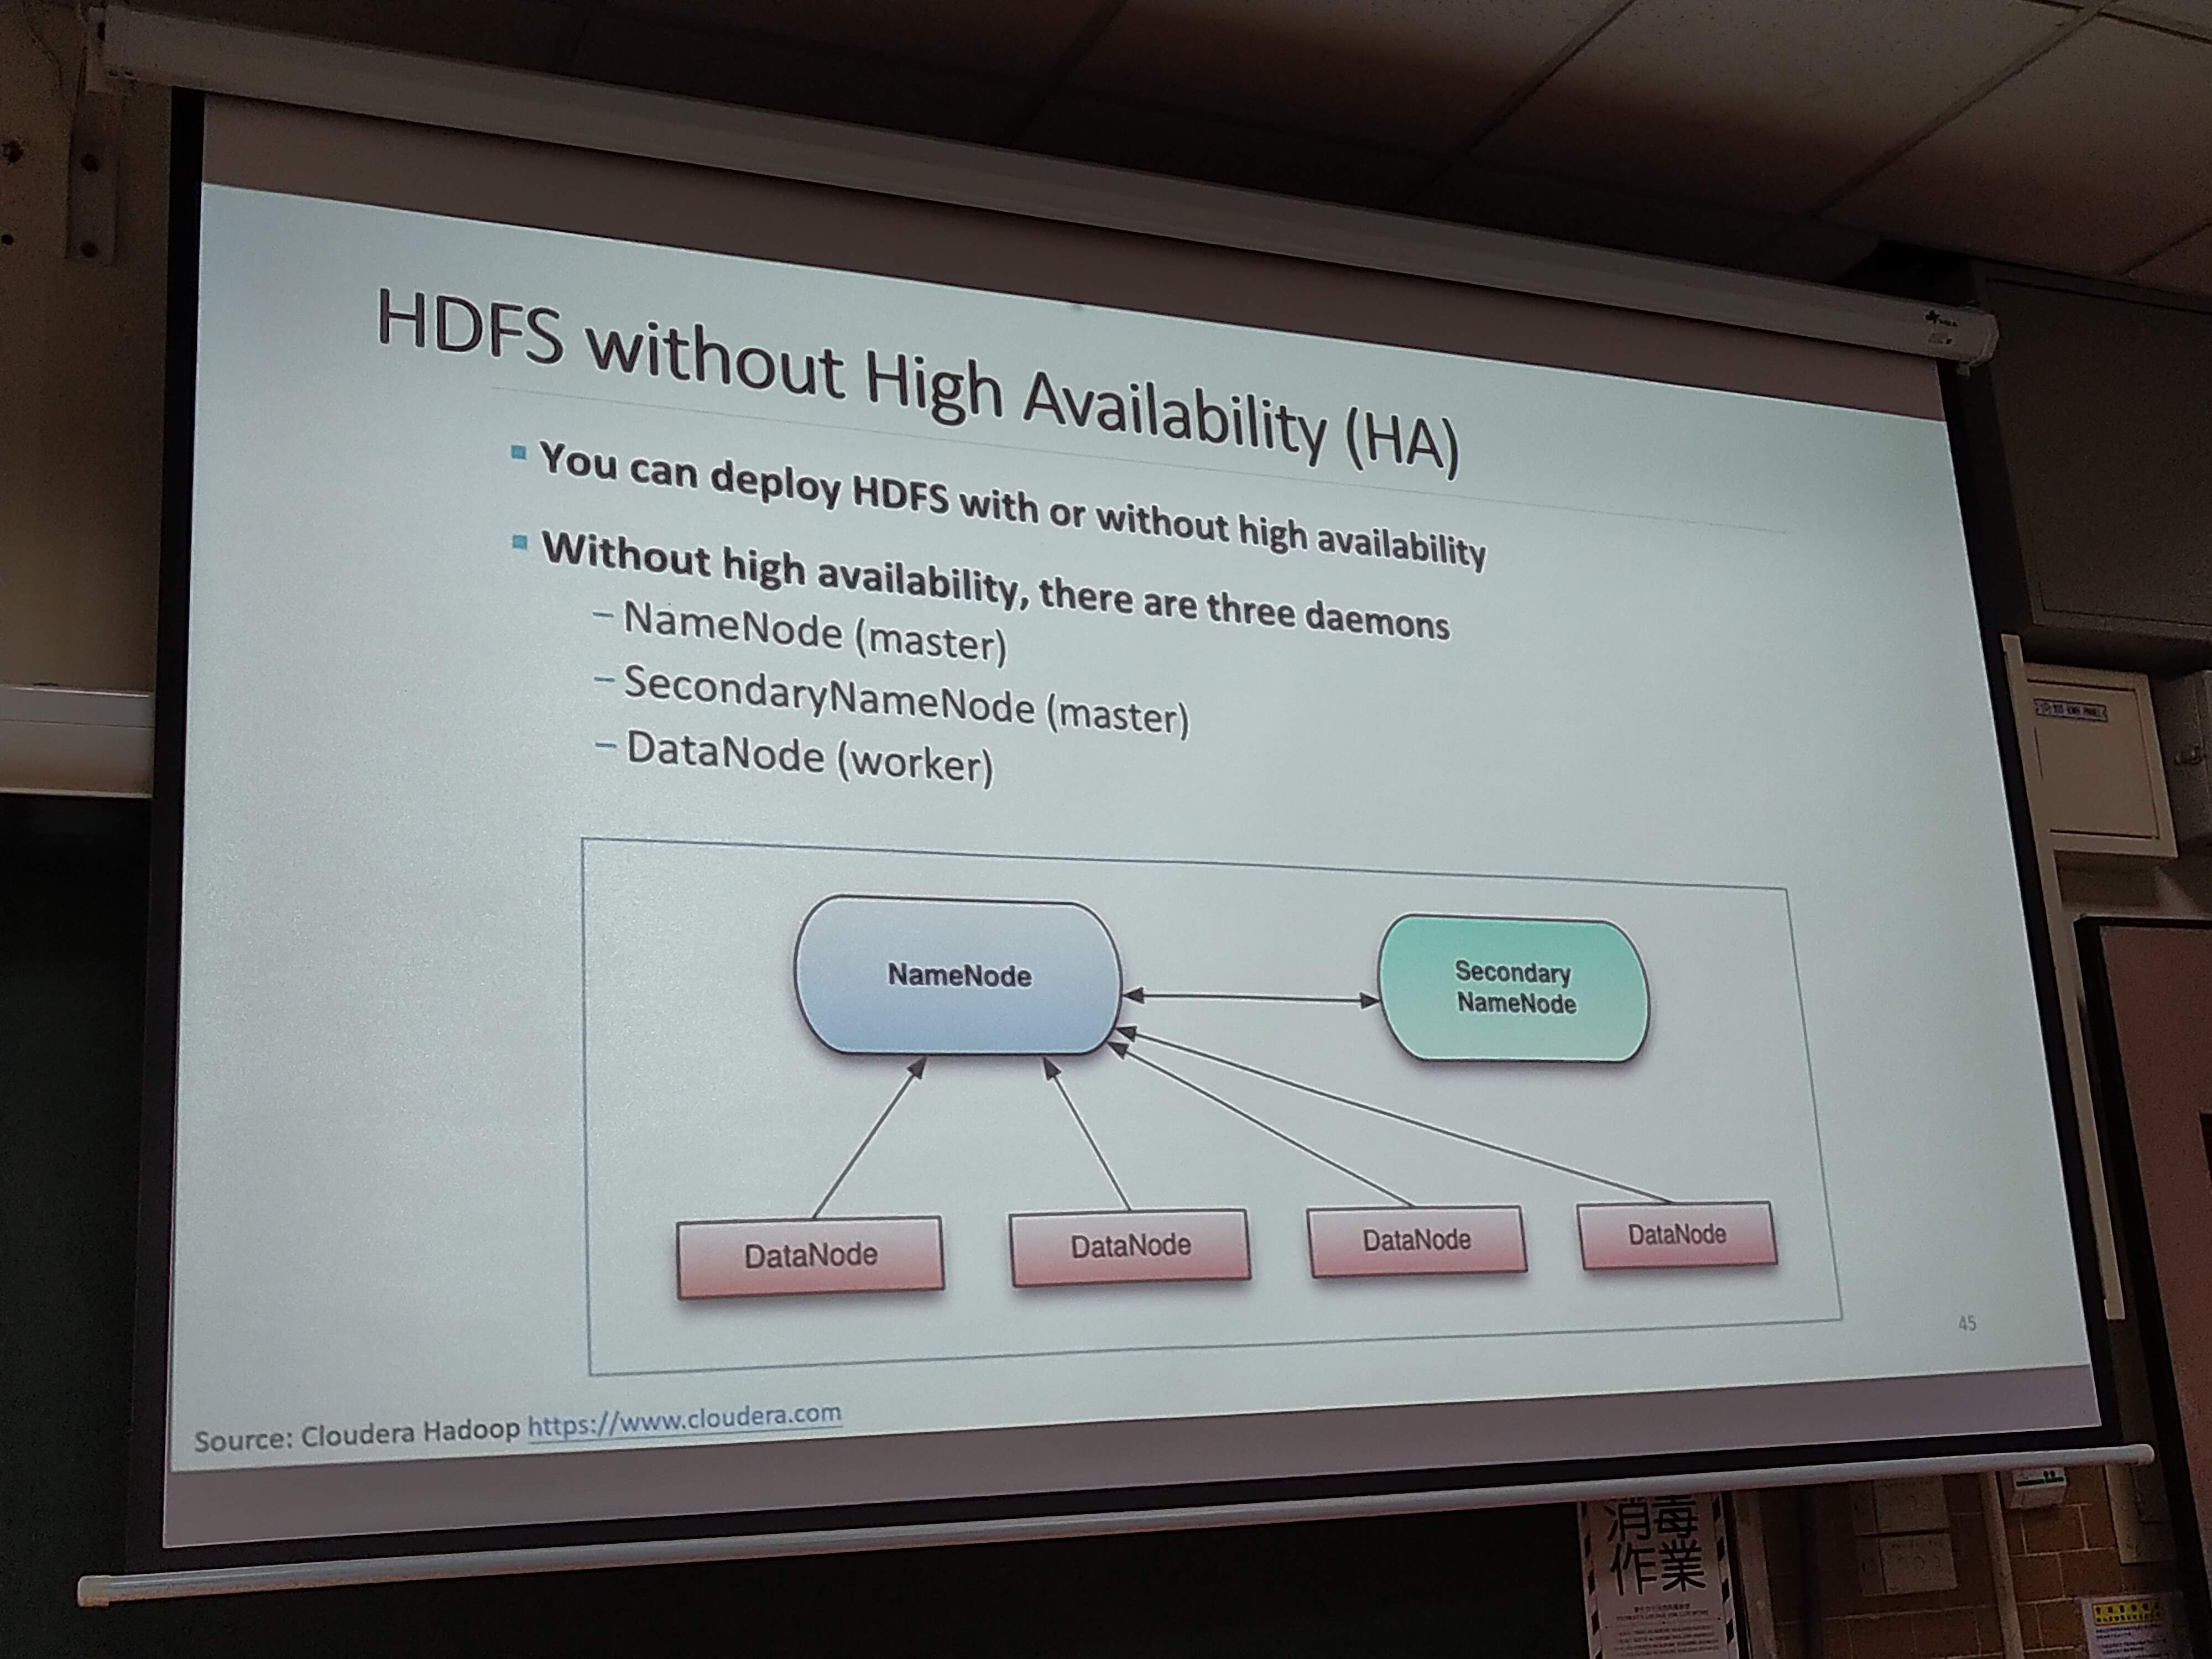 HDFS without High Availability (HA)
▪ You can deploy HDFS with or without high availability
▪ Without high availability, there are three daemons
– NameNode (master)
– SecondaryNameNode (master)
– DataNode (worker)
NameNode
Secondary
NameNode
DataNode
DataNode
DataNode
DataNode
45
Source: Cloudera Hadoop https://www.cloudera.com
消毒
作業